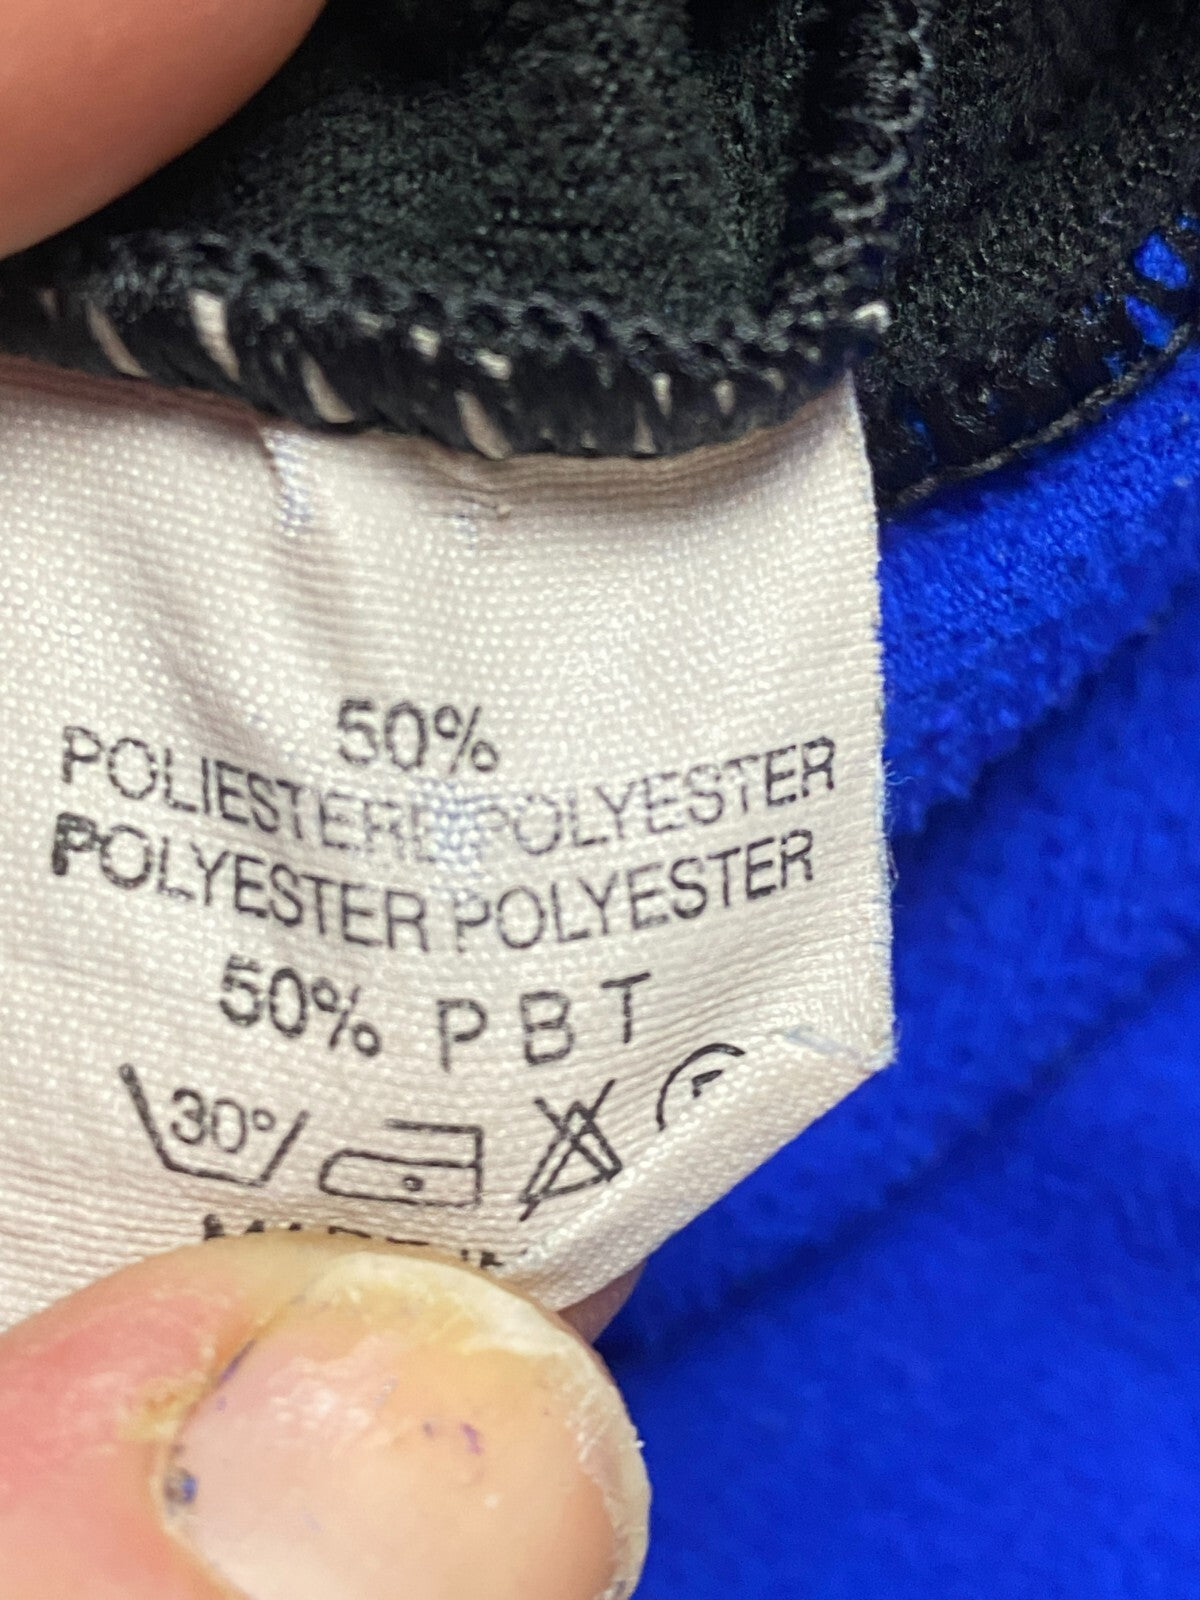 50%
POLIESTERE POLYESTER
POLYESTER POLYESTER
50% PBT
30°
F